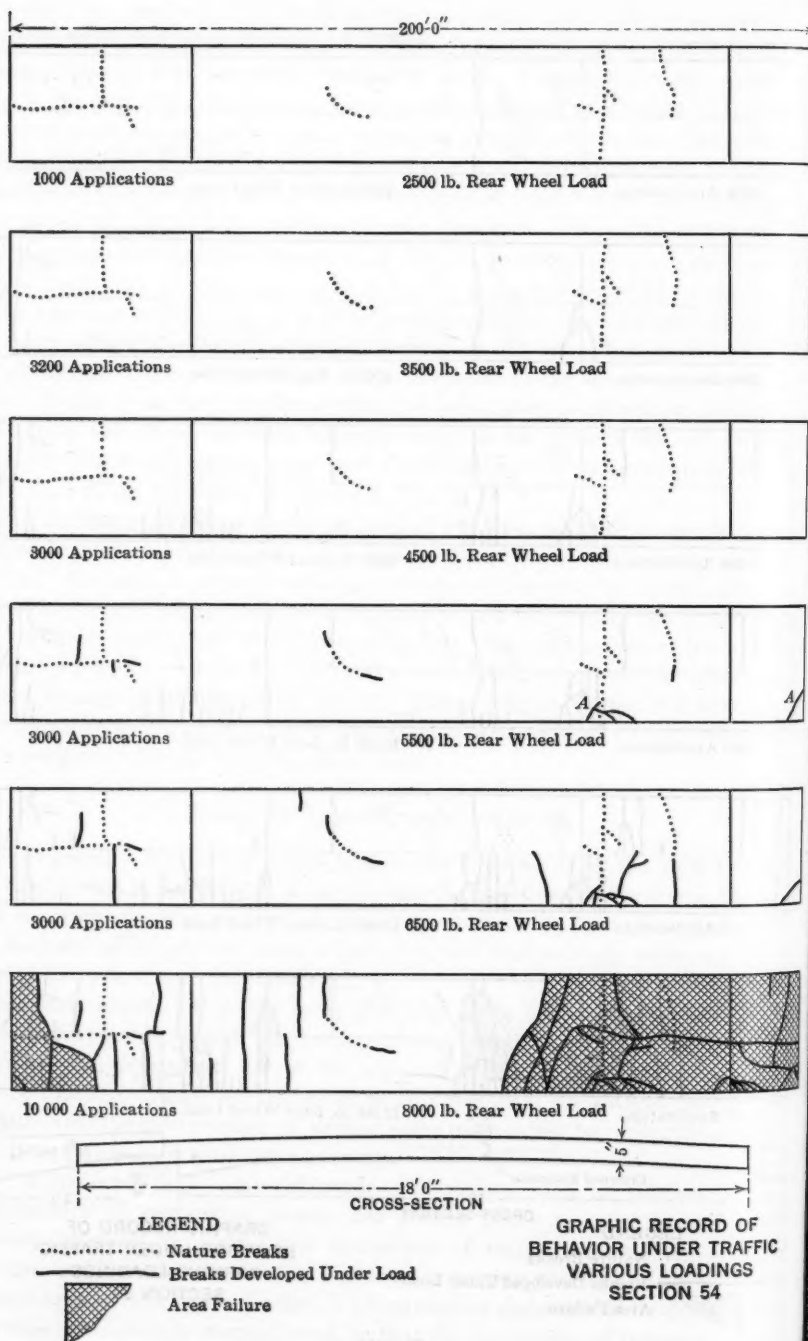 200'-0"
1000 Applications 2500 lb. Rear Wheel Load
3200 Applications 3500 lb. Rear Wheel Load
3000 Applications 4500 lb. Rear Wheel Load
A A
3000 Applications 5500 lb. Rear Wheel Load
3000 Applications 6500 lb. Rear Wheel Load
10 000 Applications 8000 lb. Rear Wheel Load
5"
18'0"
CROSS-SECTION
LEGEND
Nature Breaks
Breaks Developed Under Load
Area Failure
GRAPHIC RECORD OF
BEHAVIOR UNDER TRAFFIC
VARIOUS LOADINGS
SECTION 54